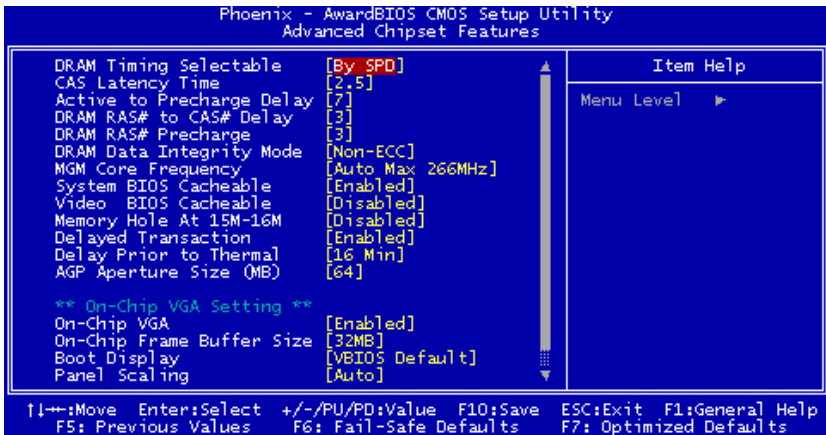 Phoenix - AwardBIOS CMOS Setup Utility
Advanced Chipset Features
DRAM Timing Selectable [By SPD]
CAS Latency Time [2.5]
Active to Precharge Delay [7]
DRAM RAS# to CAS# Delay [3]
DRAM RAS# Precharge [3]
DRAM Data Integrity Mode [Non-ECC]
MGM Core Frequency [Auto Max 266MHz]
System BIOS Cacheable [Enabled]
Video BIOS Cacheable [Disabled]
Memory Hole At 15M-16M [Disabled]
Delayed Transaction [Enabled]
Delay Prior to Thermal [16 Min]
AGP Aperture Size (MB) [64]
** On-Chip VGA Setting **
On-Chip VGA [Enabled]
On-Chip Frame Buffer Size [32MB]
Boot Display [VBIOS Default]
Panel Scaling [Auto]
Item Help
Menu Level ►
↑↓→←:Move Enter:Select +/-/PU/PD:Value F10:Save ESC:Exit F1:General Help
F5: Previous Values F6: Fail-Safe Defaults F7: Optimized Defaults